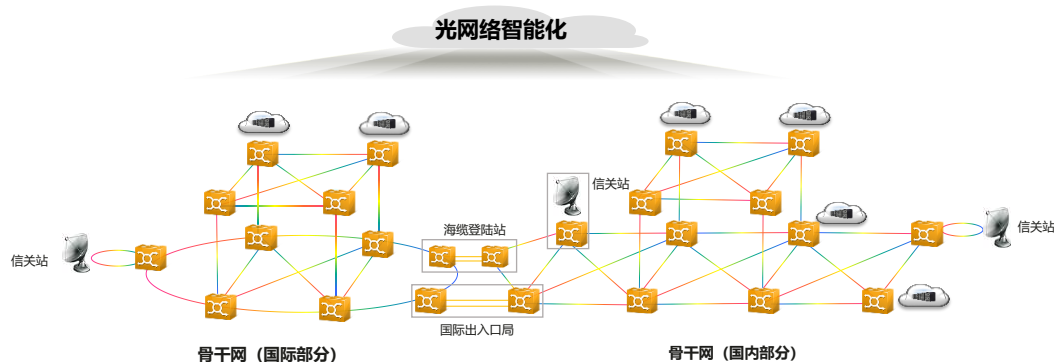 光网络智能化
信关站
海缆登陆站
信关站
信关站
国际出入口局
骨干网（国际部分）
骨干网（国内部分）